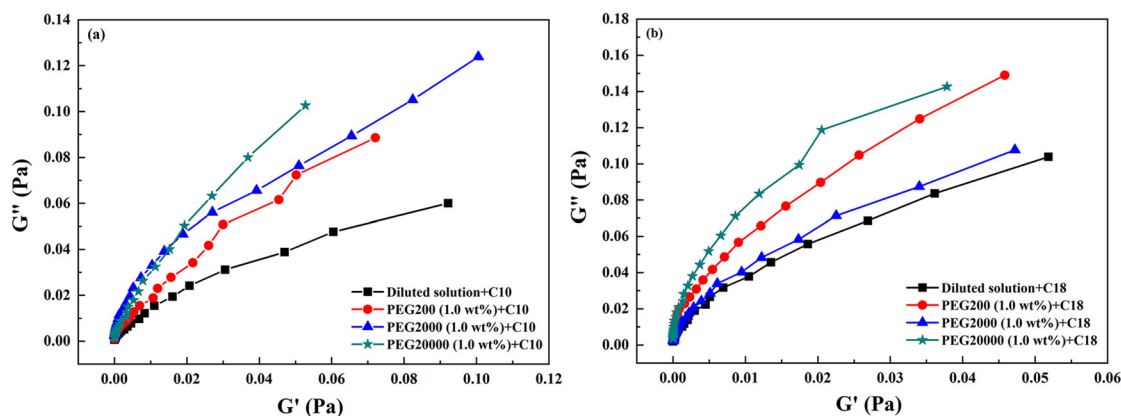 (a)
0.14
0.12
0.10
0.08
0.06
0.04
0.02
0.00
G'' (Pa)
Diluted solution+C10
PEG200 (1.0 wt%)+C10
PEG2000 (1.0 wt%)+C10
PEG20000 (1.0 wt%)+C10
0.00 0.02 0.04 0.06 0.08 0.10 0.12
G' (Pa)
(b)
0.18
0.16
0.14
0.12
0.10
0.08
0.06
0.04
0.02
0.00
G'' (Pa)
Diluted solution+C18
PEG200 (1.0 wt%)+C18
PEG2000 (1.0 wt%)+C18
PEG20000 (1.0 wt%)+C18
0.00 0.01 0.02 0.03 0.04 0.05 0.06
G' (Pa)